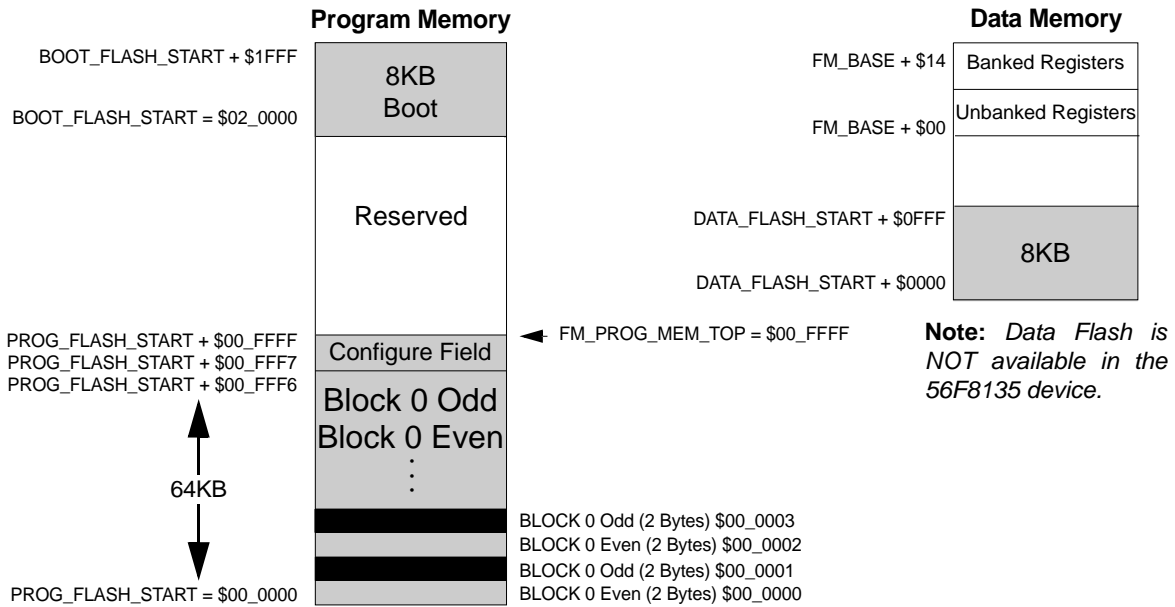 Program Memory
BOOT_FLASH_START + $1FFF
8KB
Boot
BOOT_FLASH_START = $02_0000
Reserved
PROG_FLASH_START + $00_FFFF
PROG_FLASH_START + $00_FFF7
PROG_FLASH_START + $00_FFF6
Configure Field
FM_PROG_MEM_TOP = $00_FFFF
Block 0 Odd
Block 0 Even
64KB
BLOCK 0 Odd (2 Bytes) $00_0003
BLOCK 0 Even (2 Bytes) $00_0002
BLOCK 0 Odd (2 Bytes) $00_0001
BLOCK 0 Even (2 Bytes) $00_0000
PROG_FLASH_START = $00_0000
Data Memory
FM_BASE + $14
Banked Registers
Unbanked Registers
FM_BASE + $00
DATA_FLASH_START + $0FFF
8KB
DATA_FLASH_START + $0000
Note: Data Flash is
NOT available in the
56F8135 device.